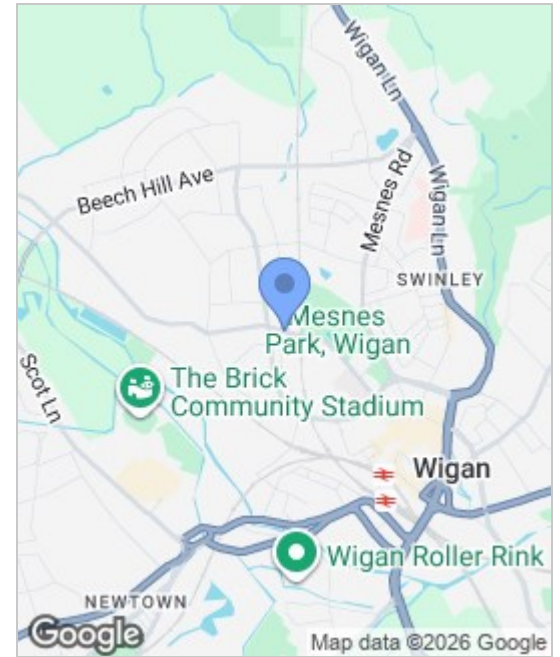 Wigan Ln
Beech Hill Ave
Mesnes Rd
Wigan Ln
SWINLEY
Mesnes
Park, Wigan
The Brick
Community Stadium
Scot Ln
Wigan
Wigan Roller Rink
NEWTOWN
Google
Map data ©2026 Google